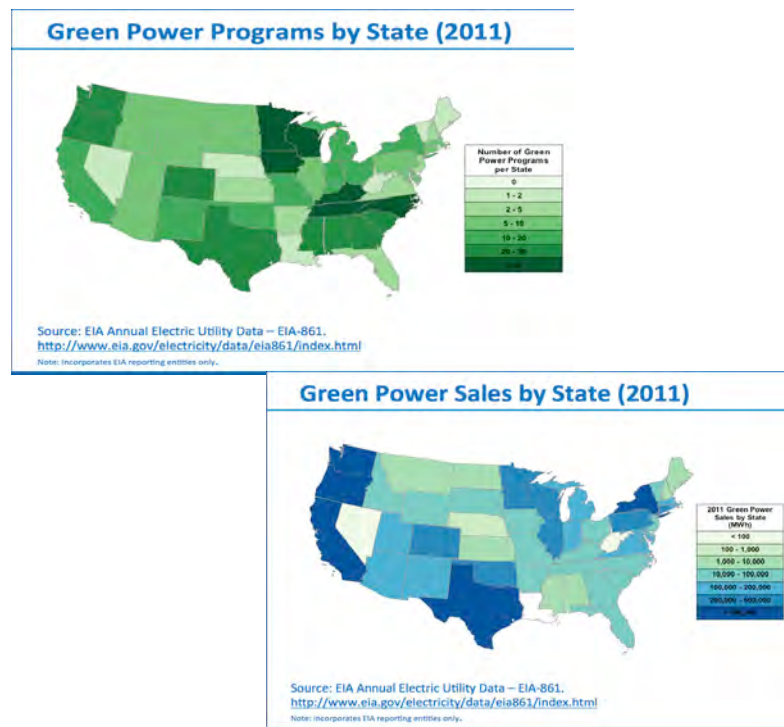 Green Power Programs by State (2011)
Number of Green
Power Programs
per State
0
1 - 2
2 - 5
5 - 10
10 - 20
20 - 30
Source: EIA Annual Electric Utility Data – EIA-861.
http://www.eia.gov/electricity/data/eia861/index.html
Note: Incorporates EIA reporting entities only.
Green Power Sales by State (2011)
2011 Green Power
Sales by State
(MWh)
< 100
100 - 1,000
1,000 - 10,000
10,000 - 100,000
100,000 - 200,000
Source: EIA Annual Electric Utility Data – EIA-861.
http://www.eia.gov/electricity/data/eia861/index.html
Note: Incorporates EIA reporting entities only.